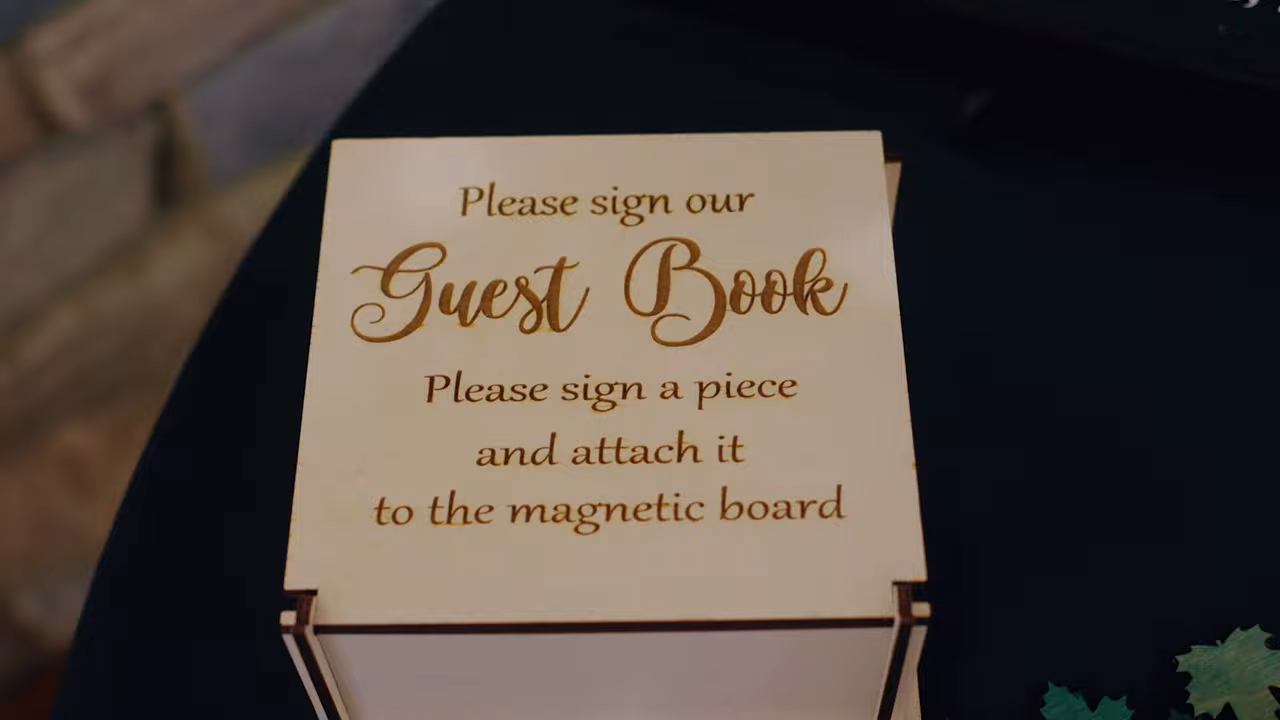 Please sign our
Guest Book
Please sign a piece
and attach it
to the magnetic board